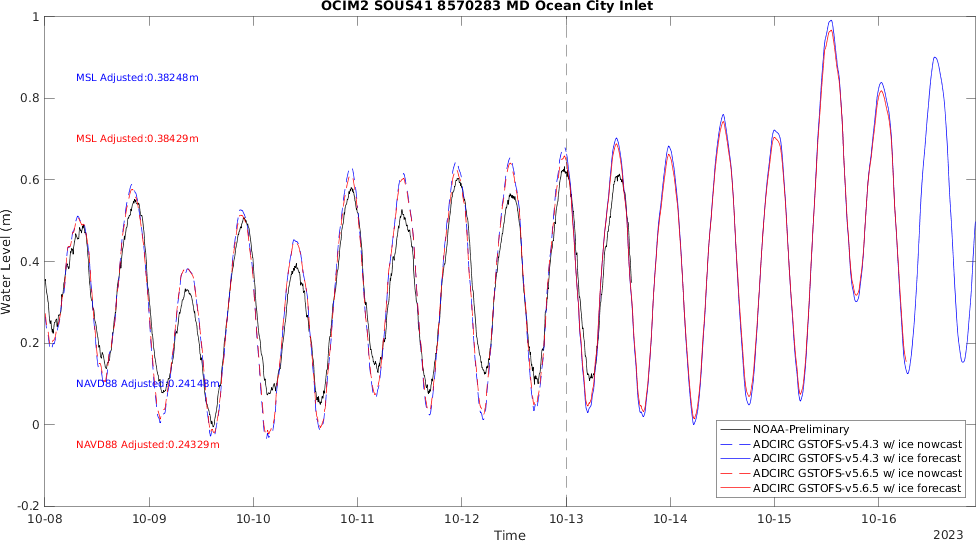 OCIM2 SOUS41 8570283 MD Ocean City Inlet
1
0.8
0.6
0.4
0.2
0
-0.2
Water Level (m)
MSL Adjusted:0.38248m
MSL Adjusted:0.38429m
NAVD88 Adjusted:0.24148m
NAVD88 Adjusted:0.24329m
NOAA-Preliminary
ADCIRC GSTOFS-v5.4.3 w/ ice nowcast
ADCIRC GSTOFS-v5.4.3 w/ ice forecast
ADCIRC GSTOFS-v5.6.5 w/ ice nowcast
ADCIRC GSTOFS-v5.6.5 w/ ice forecast
10-08 10-09 10-10 10-11 10-12 10-13 10-14 10-15 10-16
Time
2023